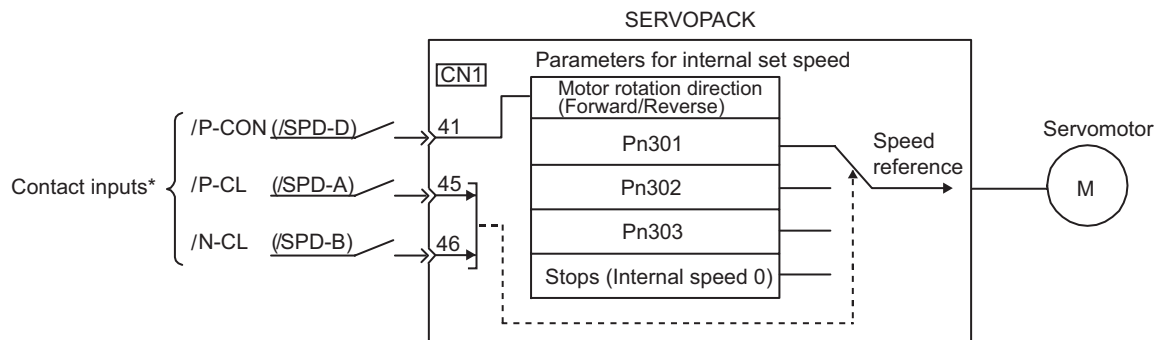 SERVOPACK
CN1
Parameters for internal set speed
Motor rotation direction
(Forward/Reverse)
Contact inputs*
/P-CON (/SPD-D)
41
/P-CL (/SPD-A)
45
/N-CL (/SPD-B)
46
Pn301
Pn302
Pn303
Stops (Internal speed 0)
Speed
reference
Servomotor
M